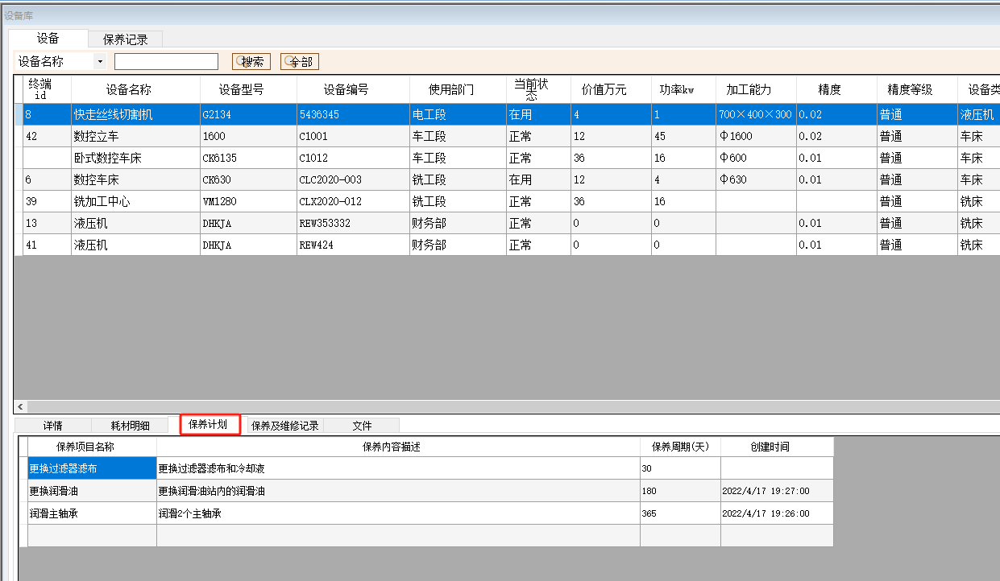 设备库
设备 保养记录
设备名称 搜索 全部
终端id 设备名称 设备型号 设备编号 使用部门 当前状态 价值万元 功率kw 加工能力 精度 精度等级 设备类
8 快走丝线切割机 G2134 5436345 电工段 在用 4 1 700×400×300 0.02 普通 液压机
42 数控立车 1600 C1001 车工段 正常 12 45 Φ1600 0.02 普通 车床
卧式数控车床 CK6135 C1012 车工段 正常 36 16 Φ600 0.01 普通 车床
6 数控车床 CK630 CLC2020-003 铣工段 在用 12 4 Φ630 0.01 普通 车床
39 铣加工中心 VM1280 CLX2020-012 铣工段 正常 36 16 普通 铣床
13 液压机 DHKJA REW353332 财务部 正常 0 0 0.01 普通 铣床
41 液压机 DHKJA REW424 财务部 正常 0 0 0.01 普通 铣床
详情 耗材明细 保养计划 保养及维修记录 文件
保养项目名称 保养内容描述 保养周期(天) 创建时间
更换过滤器滤布 更换过滤器滤布和冷却液 30
更换润滑油 更换润滑油站内的润滑油 180 2022/4/17 19:27:00
润滑主轴承 润滑2个主轴承 365 2022/4/17 19:26:00